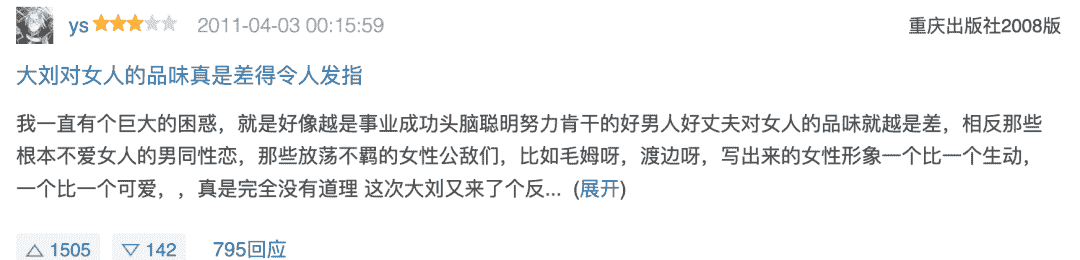 ys 2011-04-03 00:15:59 重庆出版社2008版
大刘对女人的品味真是差得令人发指
我一直有个巨大的困惑，就是好像越是事业成功头脑聪明努力肯干的好男人好丈夫对女人的品味就越是差，相反那些
根本不爱女人的男同性恋，那些放荡不羁的女性公敌们，比如毛姆呀，渡边呀，写出来的女性形象一个比一个生动，
一个比一个可爱，，真是完全没有道理 这次大刘又来了个反... (展开)
△ 1505 ▽ 142 795回应